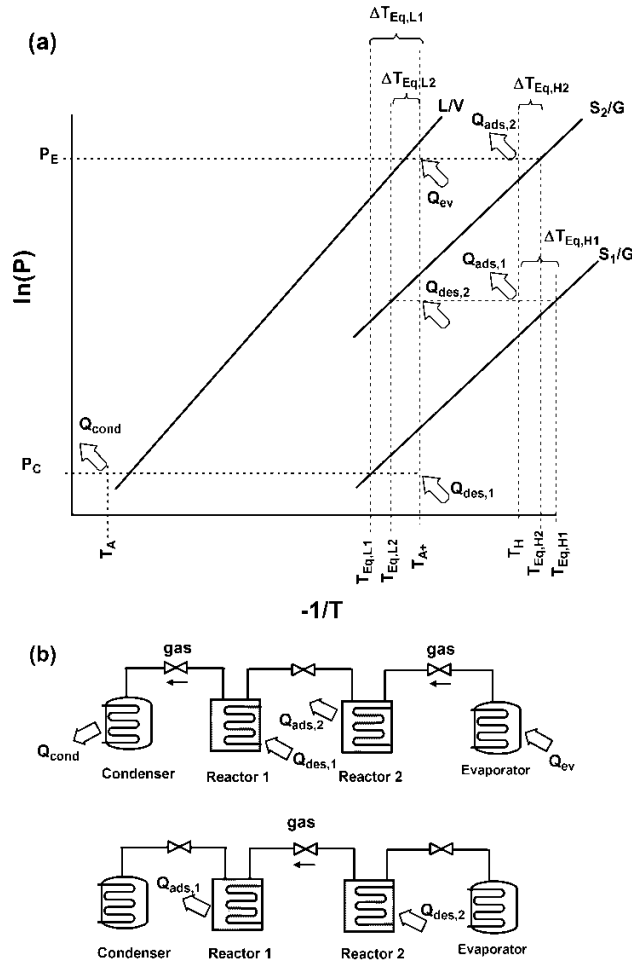 (a)
ΔT_Eq,L1
ΔT_Eq,L2
ΔT_Eq,H2
L/V
S₂/G
Q_ads,2
P_E
Q_ev
ΔT_Eq,H1
S₁/G
Q_ads,1
ln(P)
Q_des,2
Q_cond
P_C
Q_des,1
T_A
T_Eq,L1
T_Eq,L2
T_A+
T_H
T_Eq,H2
T_Eq,H1
-1/T
(b)
gas
gas
Q_ads,2
Q_cond
Q_des,1
Q_ev
Condenser
Reactor 1
Reactor 2
Evaporator
gas
Q_ads,1
Q_des,2
Condenser
Reactor 1
Reactor 2
Evaporator